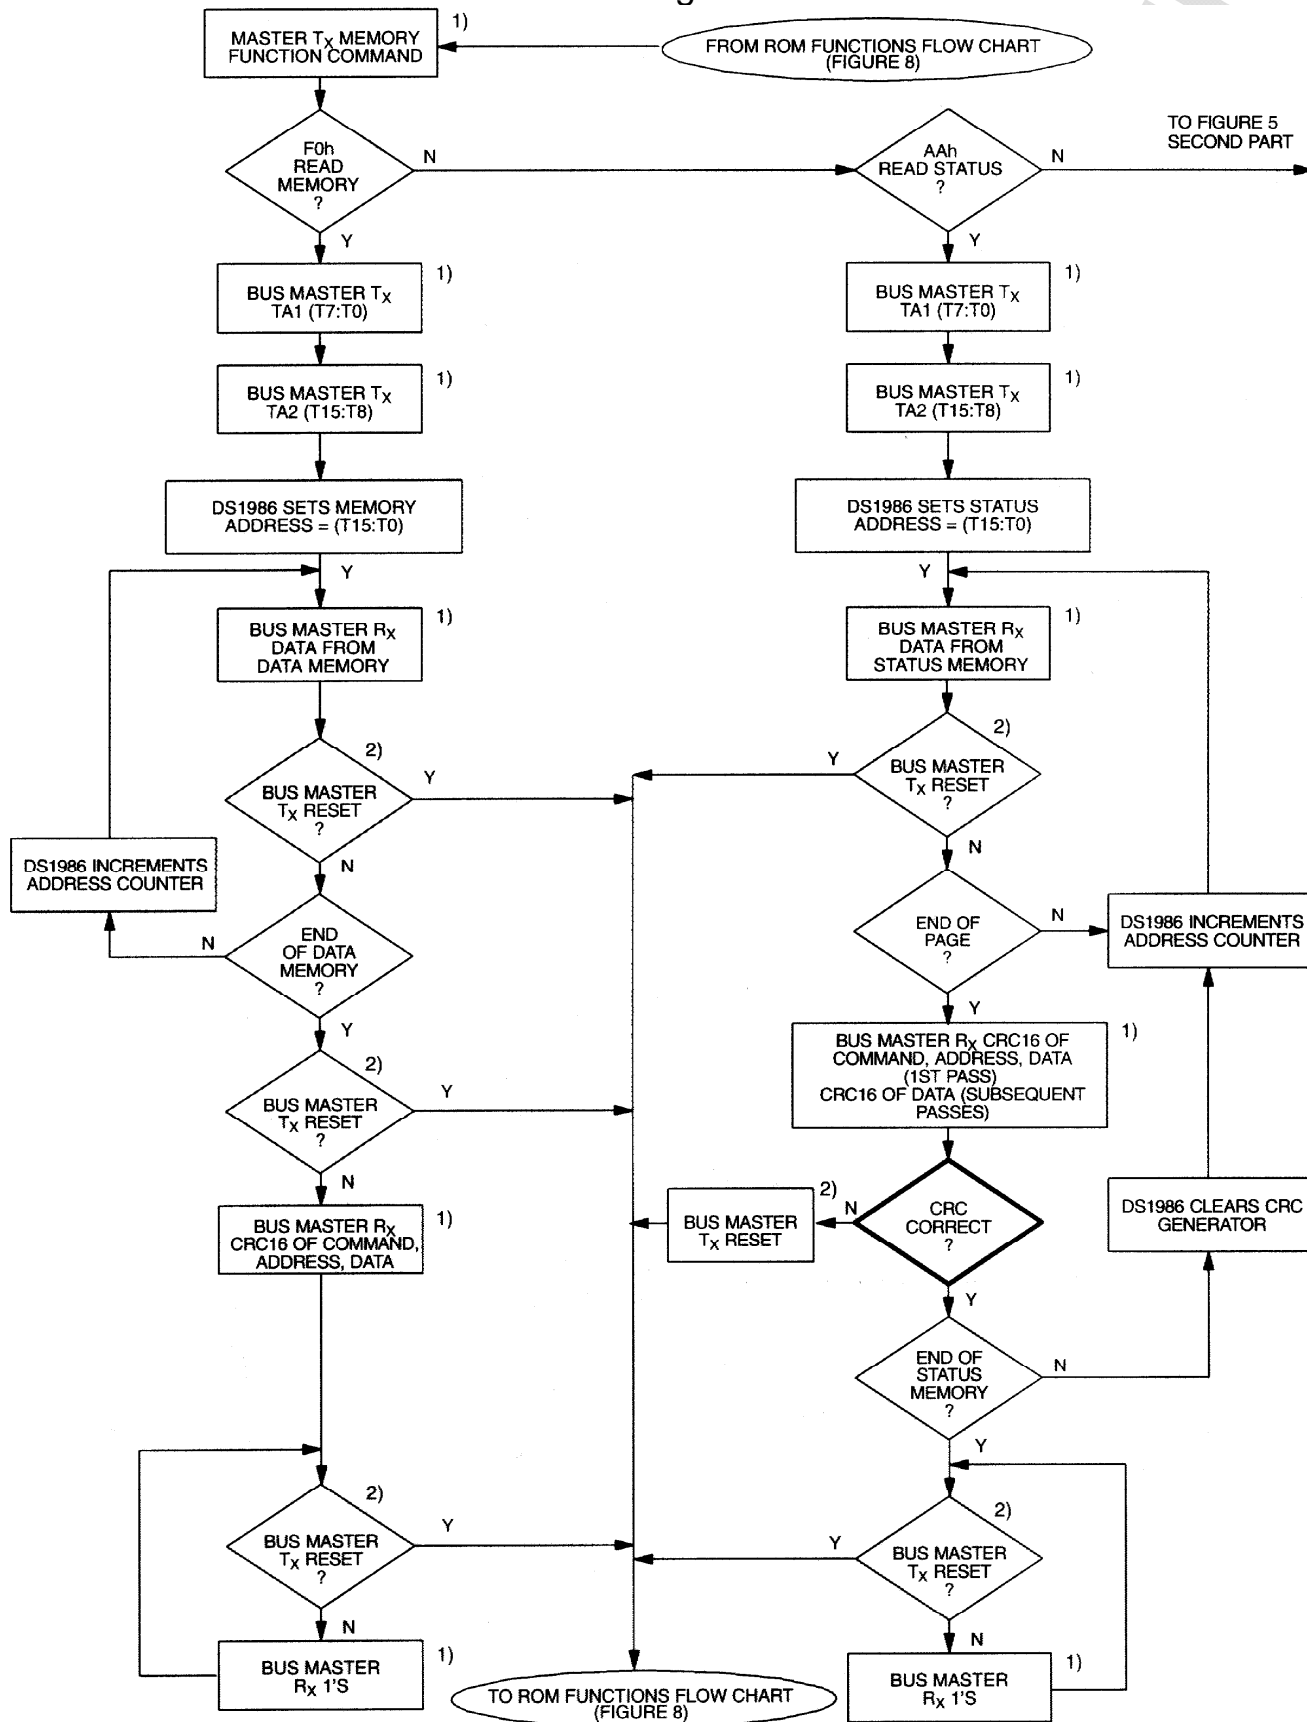 MASTER TX MEMORY
FUNCTION COMMAND
1)
FROM ROM FUNCTIONS FLOW CHART
(FIGURE 8)
F0h
READ
MEMORY
?
N
Y
AAh
READ STATUS
?
N
Y
TO FIGURE 5
SECOND PART
BUS MASTER TX
TA1 (T7:T0)
1)
BUS MASTER TX
TA1 (T7:T0)
1)
BUS MASTER TX
TA2 (T15:T8)
1)
BUS MASTER TX
TA2 (T15:T8)
1)
DS1986 SETS MEMORY
ADDRESS = (T15:T0)
DS1986 SETS STATUS
ADDRESS = (T15:T0)
Y
Y
BUS MASTER RX
DATA FROM
DATA MEMORY
1)
BUS MASTER RX
DATA FROM
STATUS MEMORY
1)
BUS MASTER
TX RESET
?
2)
Y
N
Y
BUS MASTER
TX RESET
?
2)
N
DS1986 INCREMENTS
ADDRESS COUNTER
N
END
OF DATA
MEMORY
?
Y
END OF
PAGE
?
N
Y
DS1986 INCREMENTS
ADDRESS COUNTER
BUS MASTER
TX RESET
?
2)
Y
N
BUS MASTER RX CRC16 OF
COMMAND, ADDRESS, DATA
(1ST PASS)
CRC16 OF DATA (SUBSEQUENT
PASSES)
1)
BUS MASTER RX
CRC16 OF COMMAND,
ADDRESS, DATA
1)
BUS MASTER
TX RESET
2)
N
CRC
CORRECT
?
Y
DS1986 CLEARS CRC
GENERATOR
END OF
STATUS
MEMORY
?
N
Y
BUS MASTER
TX RESET
?
2)
Y
N
Y
BUS MASTER
TX RESET
?
2)
N
BUS MASTER
RX 1'S
1)
TO ROM FUNCTIONS FLOW CHART
(FIGURE 8)
BUS MASTER
RX 1'S
1)